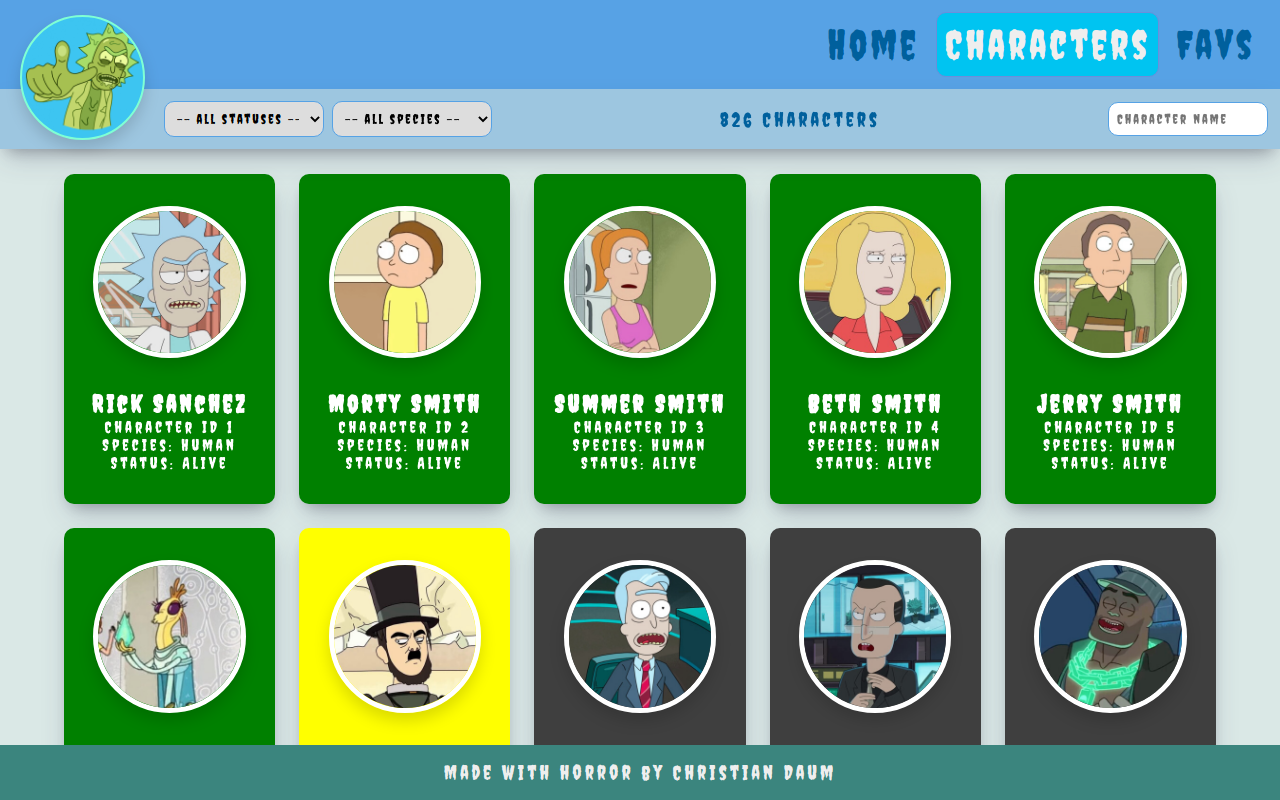 HOME
CHARACTERS
FAVS
-- ALL STATUSES --
-- ALL SPECIES --
826 CHARACTERS
CHARACTER NAME
RICK SANCHEZ
CHARACTER ID 1
SPECIES: HUMAN
STATUS: ALIVE
MORTY SMITH
CHARACTER ID 2
SPECIES: HUMAN
STATUS: ALIVE
SUMMER SMITH
CHARACTER ID 3
SPECIES: HUMAN
STATUS: ALIVE
BETH SMITH
CHARACTER ID 4
SPECIES: HUMAN
STATUS: ALIVE
JERRY SMITH
CHARACTER ID 5
SPECIES: HUMAN
STATUS: ALIVE
MADE WITH HORROR BY CHRISTIAN DAUM